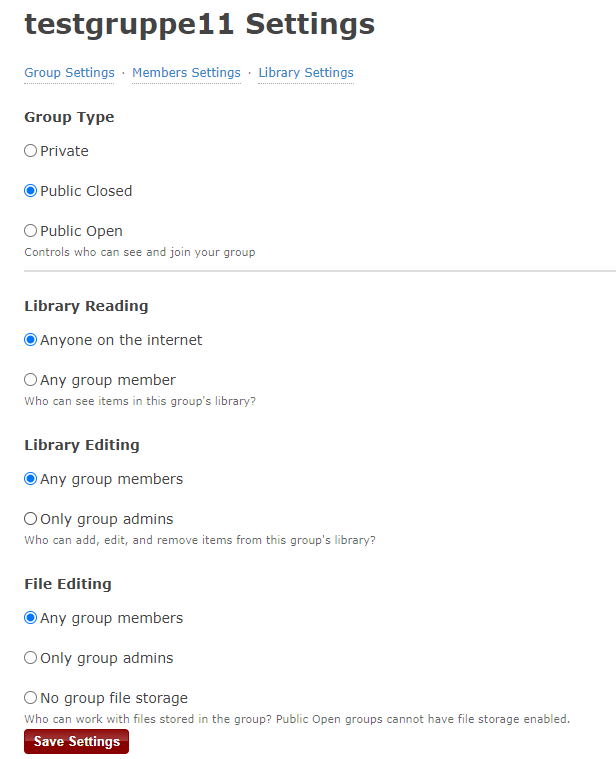 testgruppe11 Settings
Group Settings · Members Settings · Library Settings
Group Type
Private
Public Closed
Public Open
Controls who can see and join your group
Library Reading
Anyone on the internet
Any group member
Who can see items in this group's library?
Library Editing
Any group members
Only group admins
Who can add, edit, and remove items from this group's library?
File Editing
Any group members
Only group admins
No group file storage
Who can work with files stored in the group? Public Open groups cannot have file storage enabled.
Save Settings